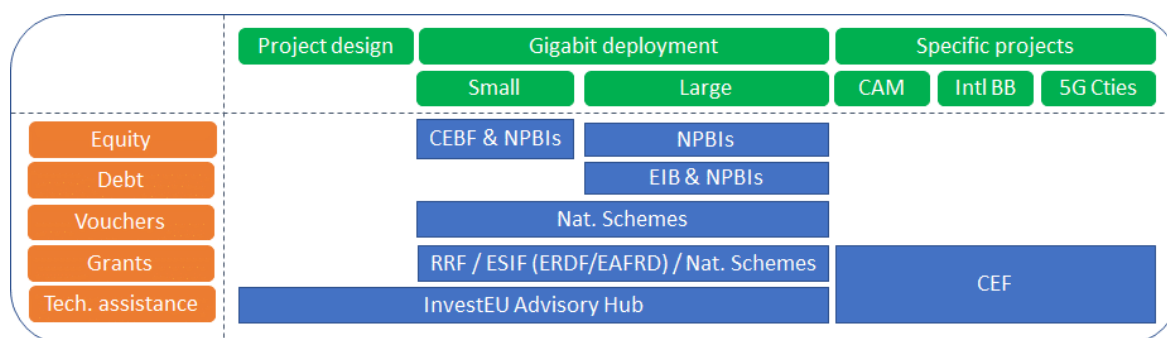 Project design
Gigabit deployment
Specific projects
Small
Large
CAM
Intl BB
5G Cties
Equity
CEBF & NPBIs
NPBIs
Debt
EIB & NPBIs
Vouchers
Nat. Schemes
Grants
RRF / ESIF (ERDF/EAFRD) / Nat. Schemes
CEF
Tech. assistance
InvestEU Advisory Hub